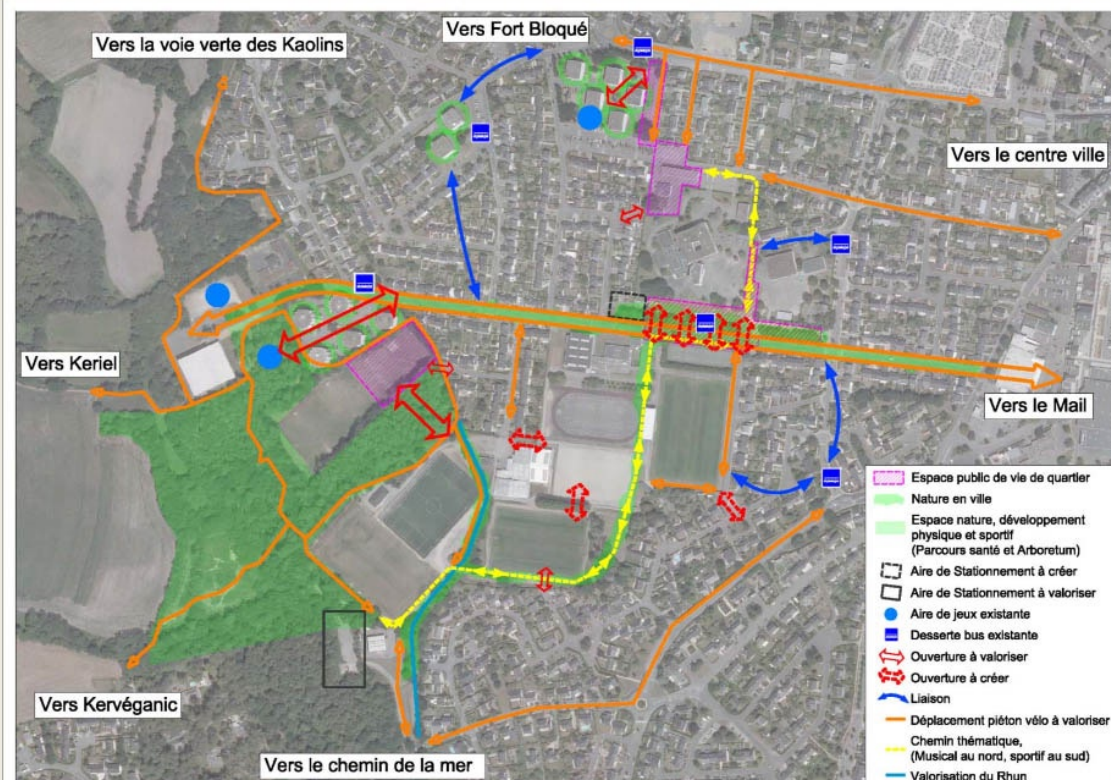 Vers la voie verte des Kaolins
Vers Fort Bloqué
Vers le centre ville
Vers Keriel
Vers le Mail
Vers Kervéganic
Vers le chemin de la mer
Espace public de vie de quartier
Nature en ville
Espace nature, développement
physique et sportif
(Parcours santé et Arboretum)
Aire de Stationnement à créer
Aire de Stationnement à valoriser
Aire de jeux existante
Desserte bus existante
Ouverture à valoriser
Ouverture à créer
Liaison
Déplacement piéton vélo à valoriser
Chemin thématique,
(Musical au nord, sportif au sud)
Valorisation du Rhun